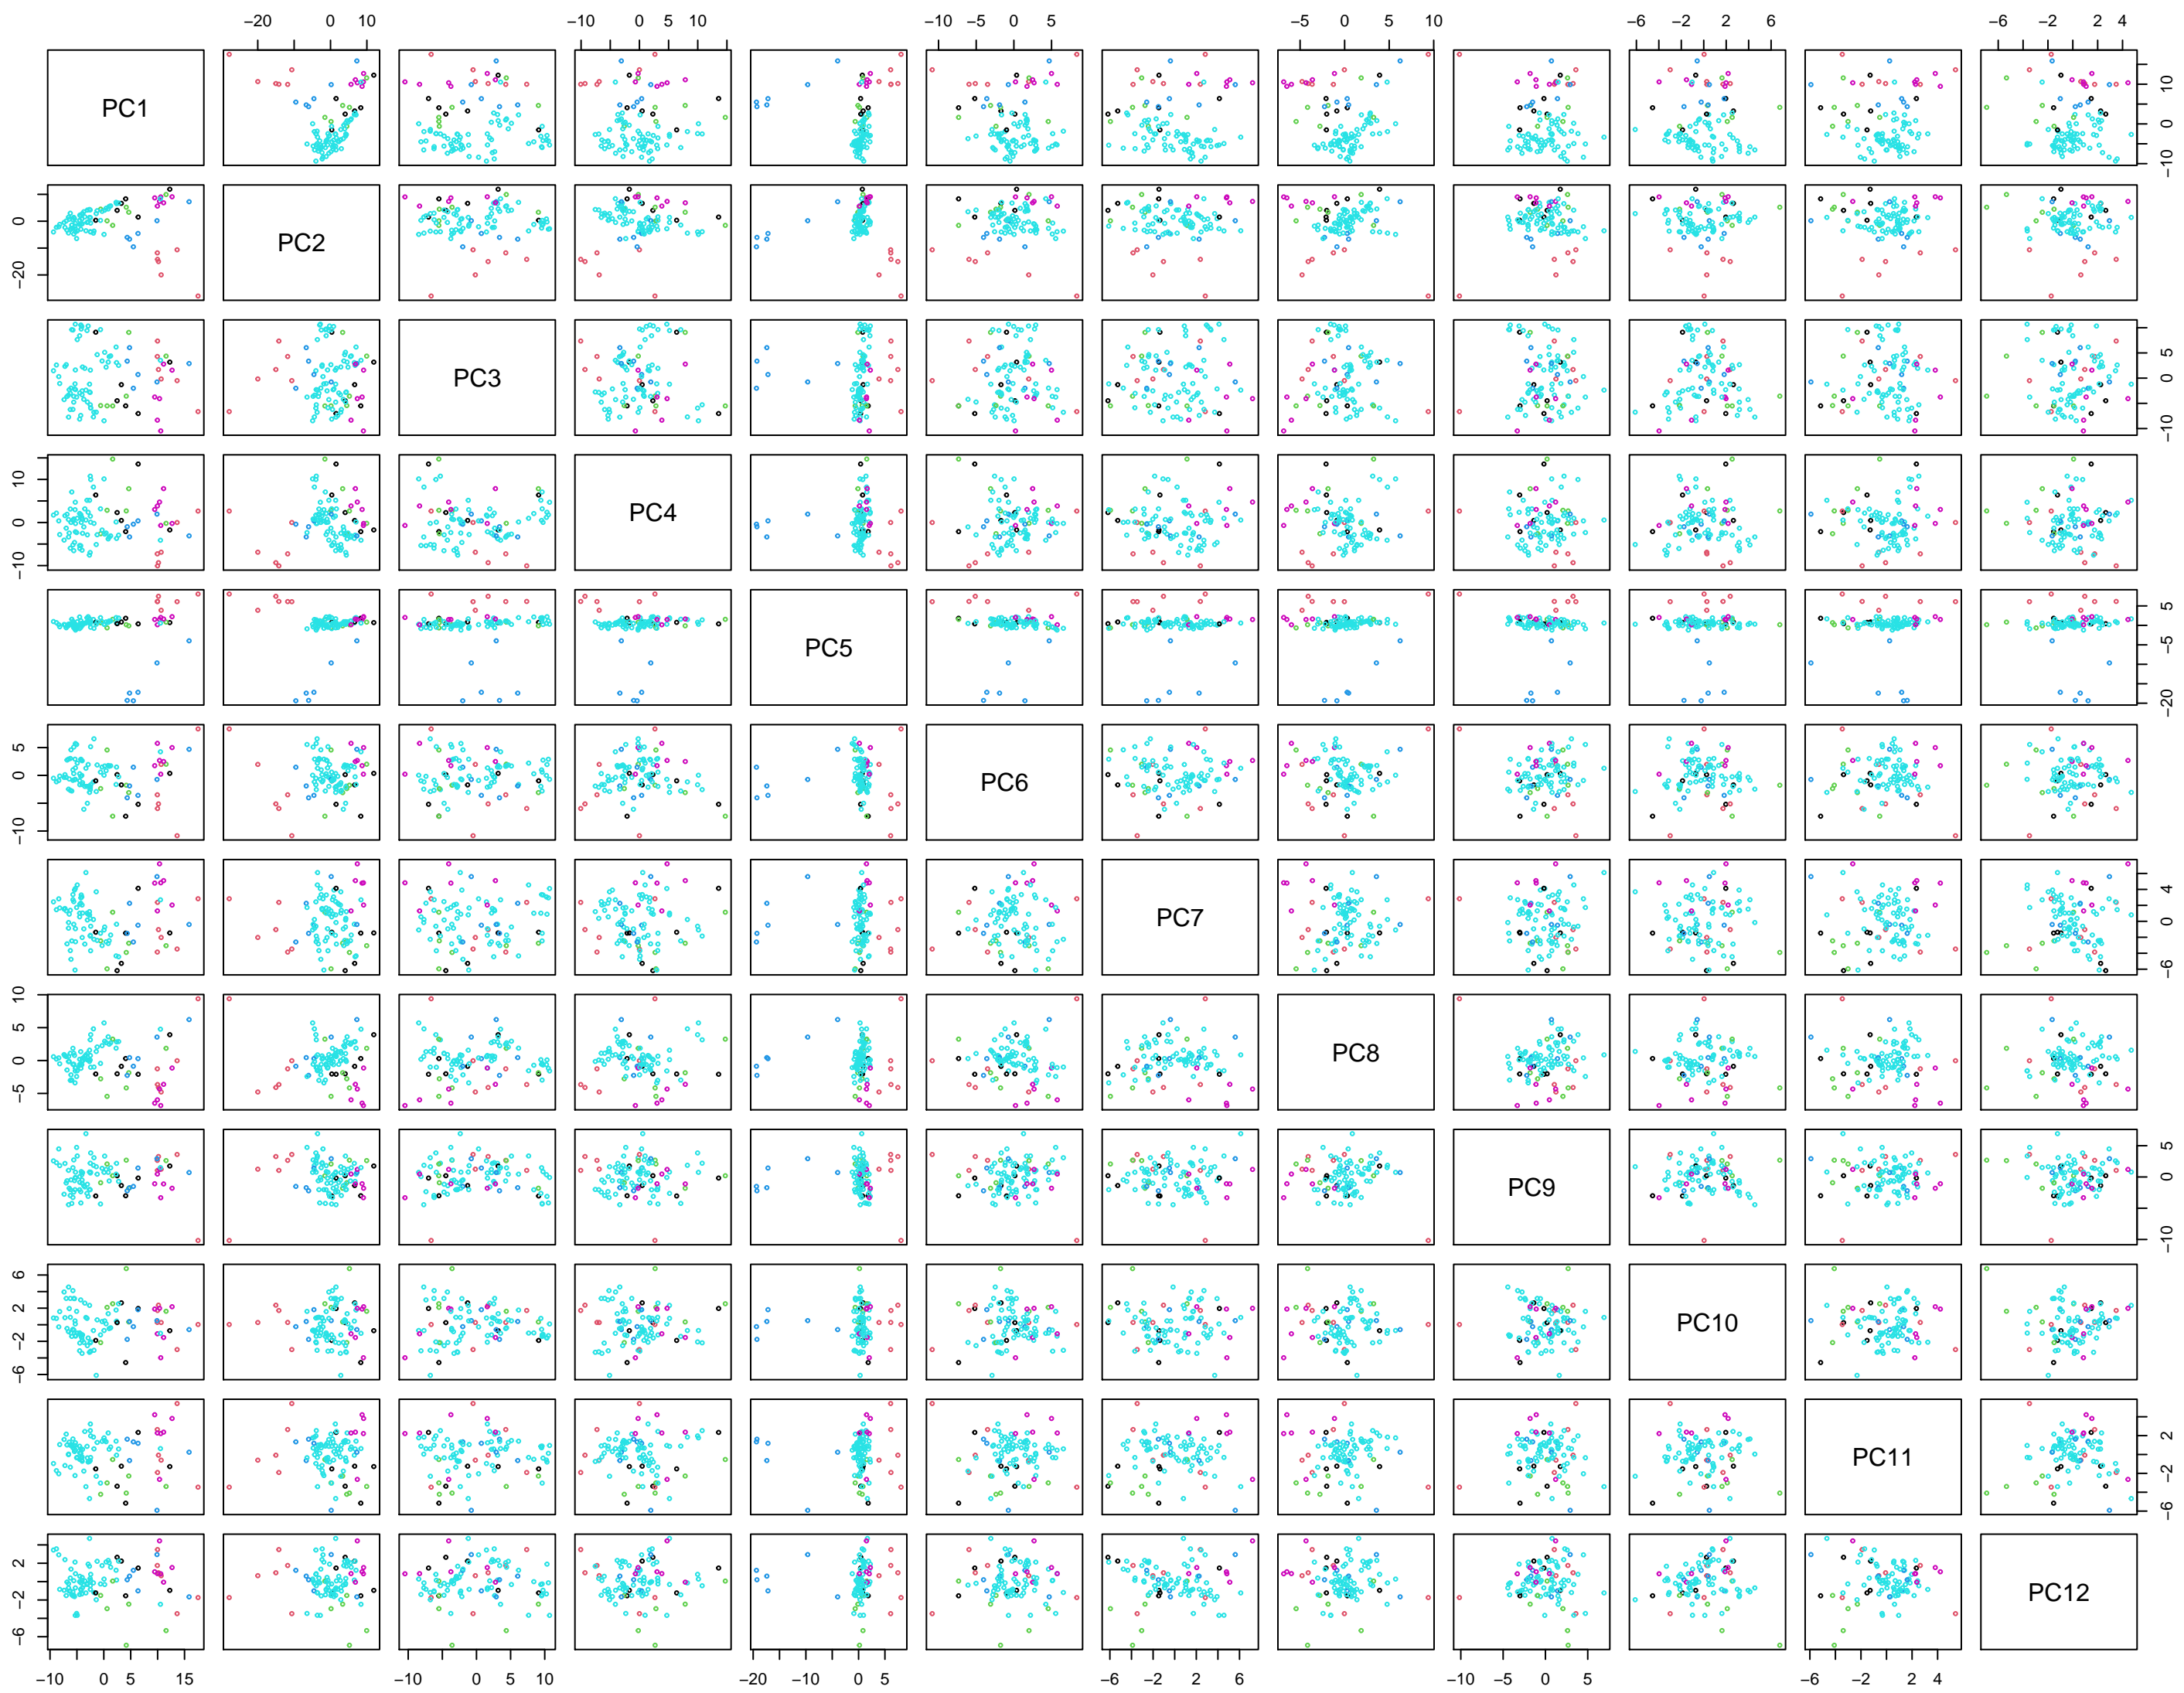 −20 0 10 −10 0 5 10 −10 −5 0 5 −5 0 5 10 −6 −2 2 6 −6 −2 2 4
PC1 −10 0 10
−20 0 PC2
PC3 −10 0 5
−10 0 10 PC4
PC5 −20 −5 5
−10 0 5 PC6
PC7 −6 0 4
−5 0 5 10 PC8
PC9 −10 0 5
−6 −2 2 6 PC10
PC11 −6 −2 2
−6 −2 2 PC12
−10 0 5 15 −10 0 5 10 −20 −10 0 5 −6 −2 2 6 −10 −5 0 5 −6 −2 2 4